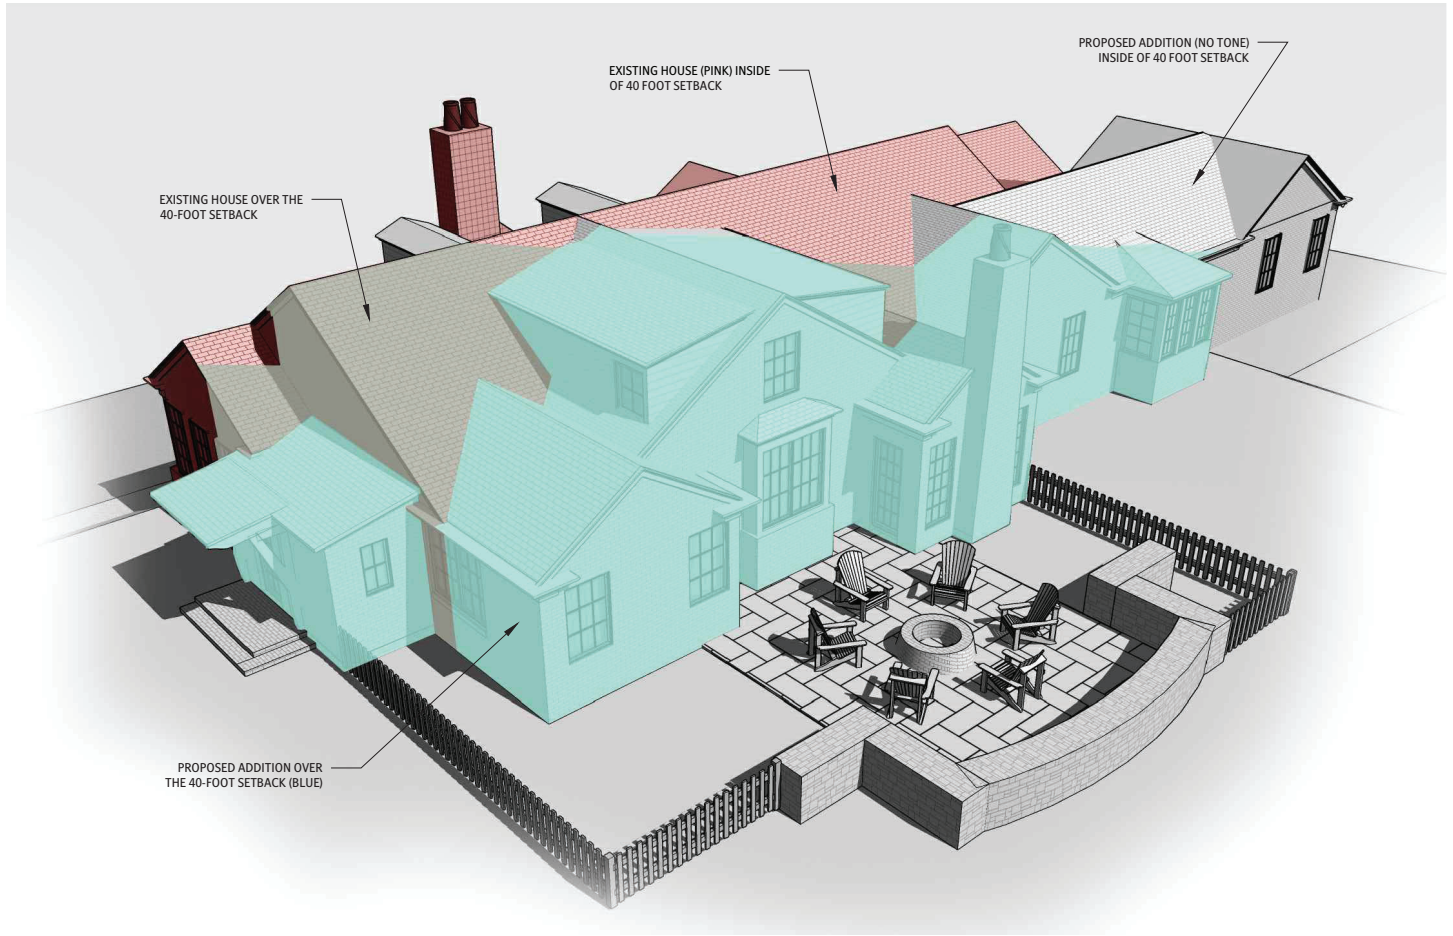 PROPOSED ADDITION (NO TONE)
INSIDE OF 40 FOOT SETBACK
EXISTING HOUSE (PINK) INSIDE
OF 40 FOOT SETBACK
EXISTING HOUSE OVER THE
40-FOOT SETBACK
PROPOSED ADDITION OVER
THE 40-FOOT SETBACK (BLUE)